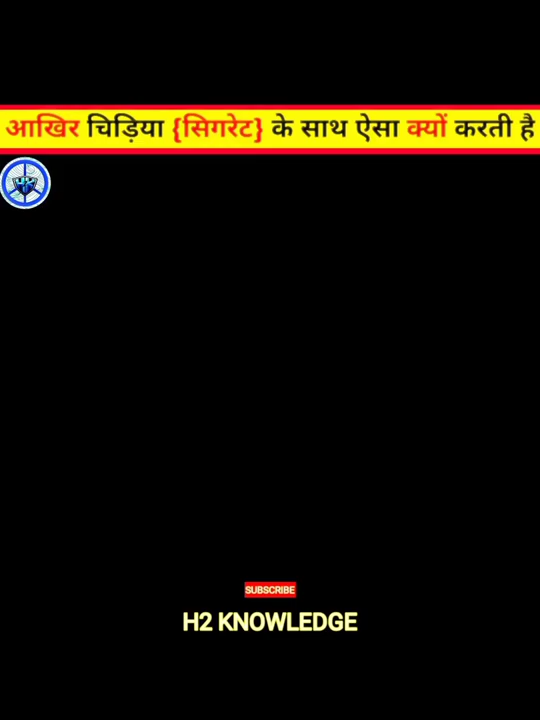 आखिर चिड़िया {सिगरेट} के साथ ऐसा क्यों करती है
SUBSCRIBE
H2 KNOWLEDGE